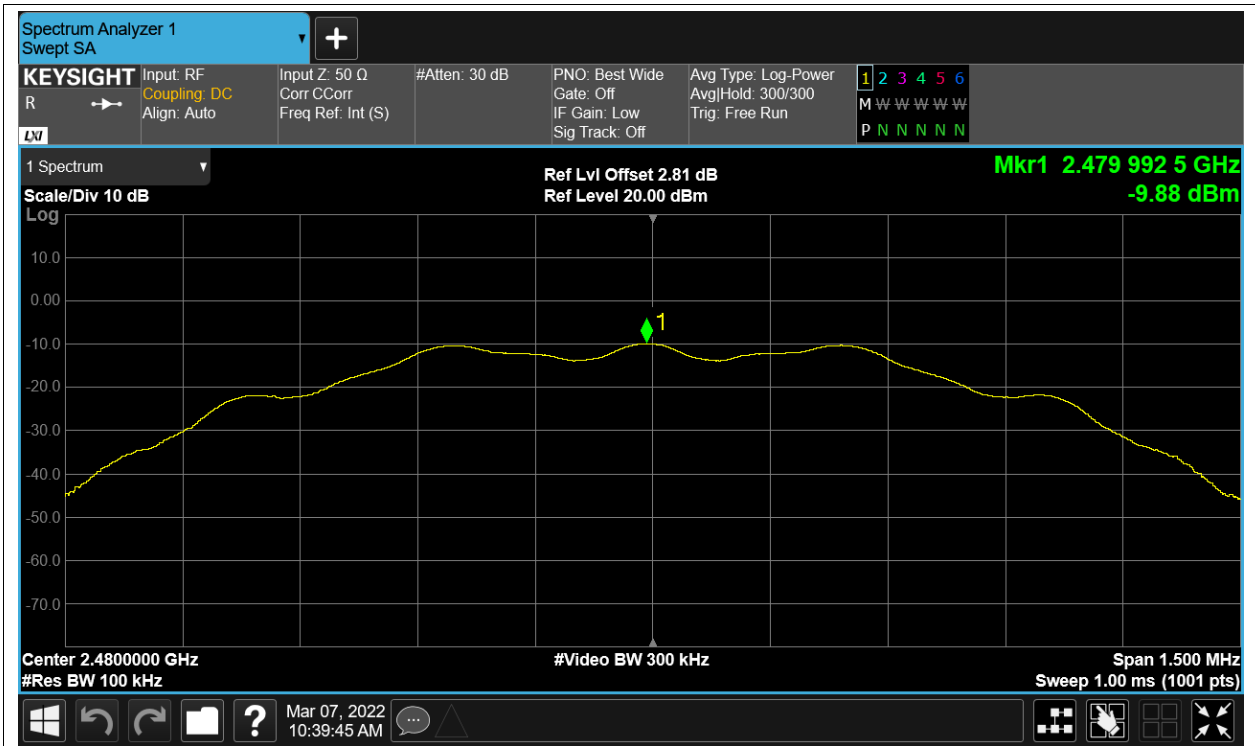 Spectrum Analyzer 1
Swept SA
KEYSIGHT
R
LXI
Input: RF
Coupling: DC
Align: Auto
Input Z: 50 Ω
Corr CCorr
Freq Ref: Int (S)
#Atten: 30 dB
PNO: Best Wide
Gate: Off
IF Gain: Low
Sig Track: Off
Avg Type: Log-Power
Avg|Hold: 300/300
Trig: Free Run
1 2 3 4 5 6
M W W W W W W
P N N N N N N
1 Spectrum
Scale/Div 10 dB
Log
Ref Lvl Offset 2.81 dB
Ref Level 20.00 dBm
Mkr1 2.479 992 5 GHz
-9.88 dBm
10.0
0.00
1
-10.0
-20.0
-30.0
-40.0
-50.0
-60.0
-70.0
Center 2.4800000 GHz
#Video BW 300 kHz
Span 1.500 MHz
#Res BW 100 kHz
Sweep 1.00 ms (1001 pts)
?
Mar 07, 2022
10:39:45 AM